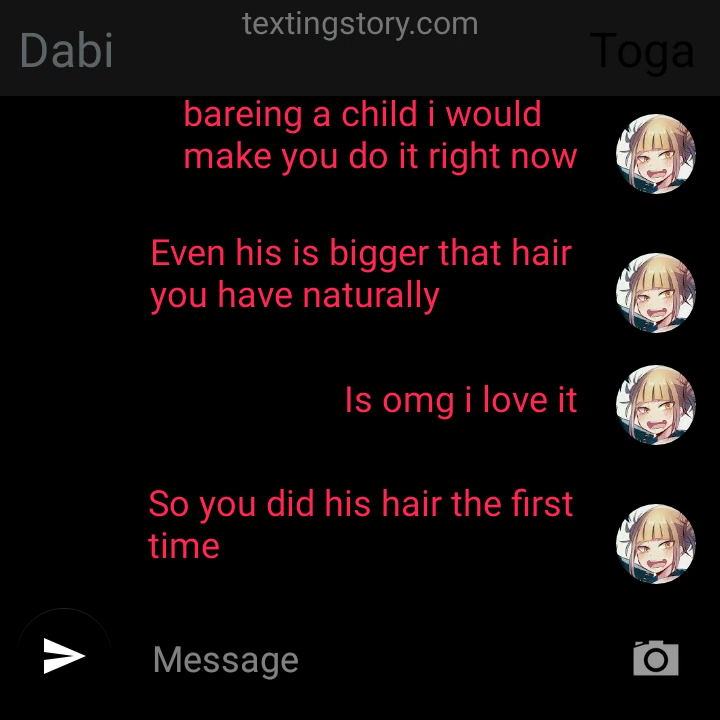 textingstory.com
Dabi
Toga
bareing a child i would
make you do it right now
Even his is bigger that hair
you have naturally
Is omg i love it
So you did his hair the first
time
Message